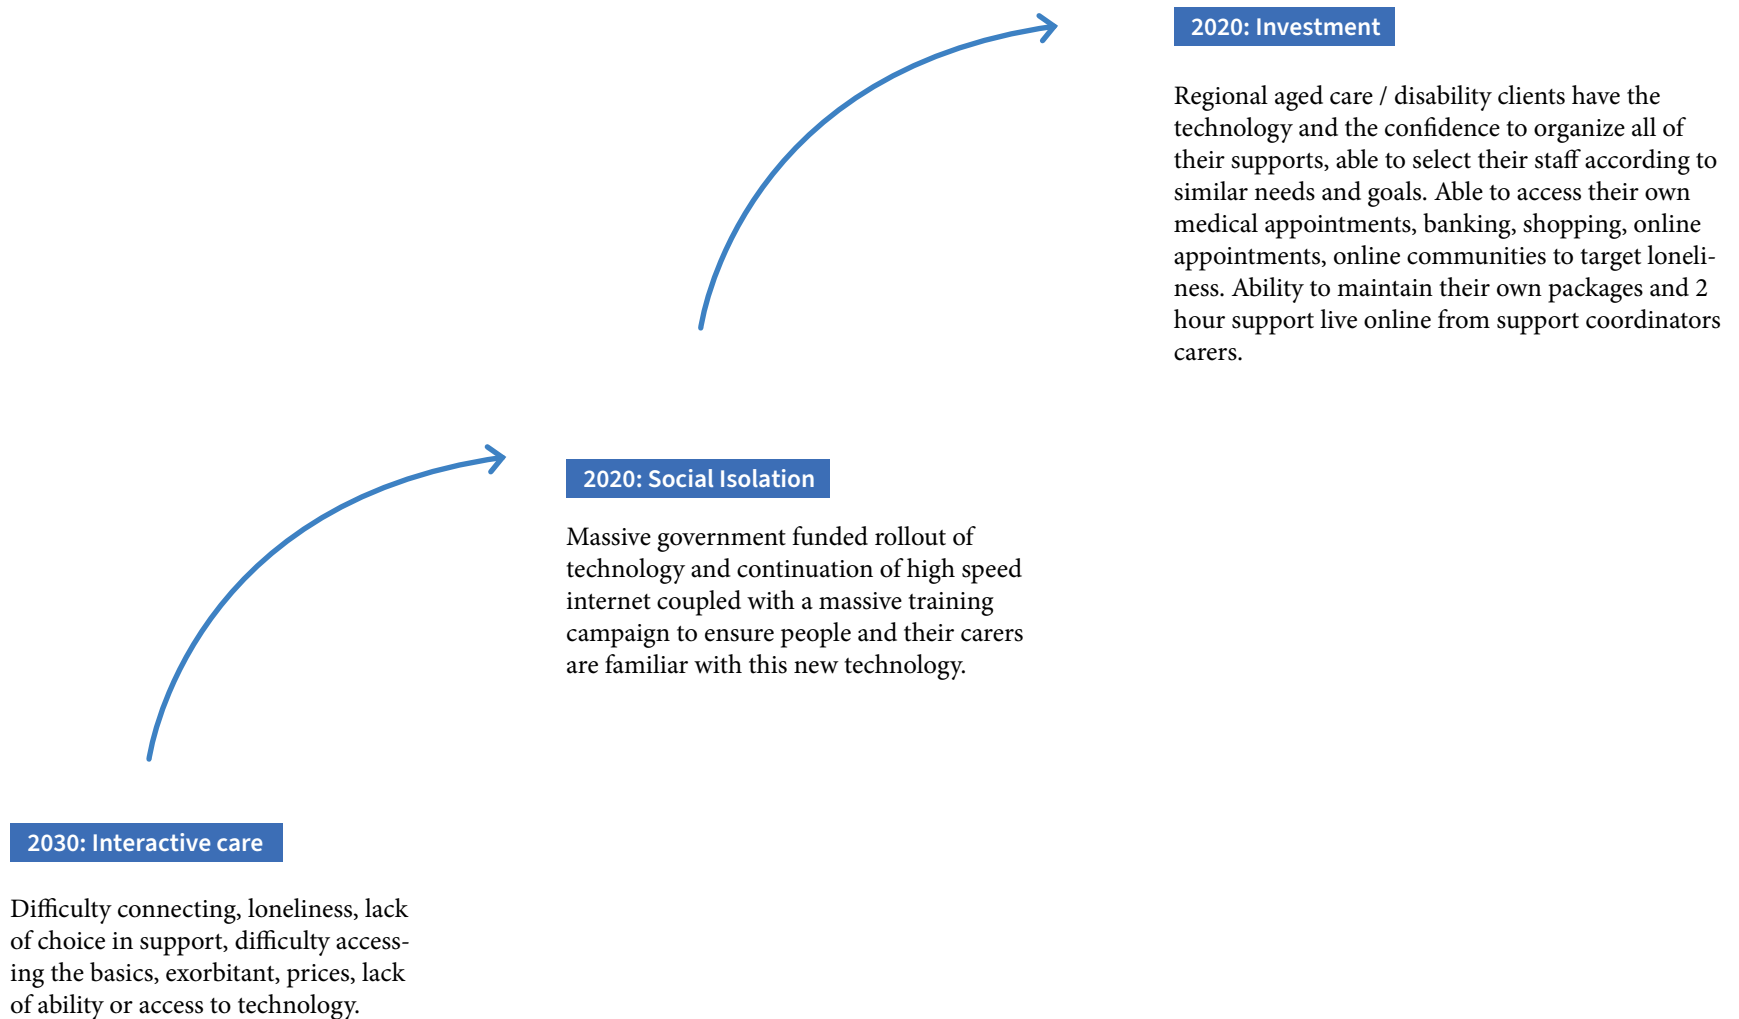 2020: Investment
Regional aged care / disability clients have the
technology and the confidence to organize all of
their supports, able to select their staff according to
similar needs and goals. Able to access their own
medical appointments, banking, shopping, online
appointments, online communities to target loneli-
ness. Ability to maintain their own packages and 2
hour support live online from support coordinators
carers.
2020: Social Isolation
Massive government funded rollout of
technology and continuation of high speed
internet coupled with a massive training
campaign to ensure people and their carers
are familiar with this new technology.
2030: Interactive care
Difficulty connecting, loneliness, lack
of choice in support, difficulty access-
ing the basics, exorbitant, prices, lack
of ability or access to technology.